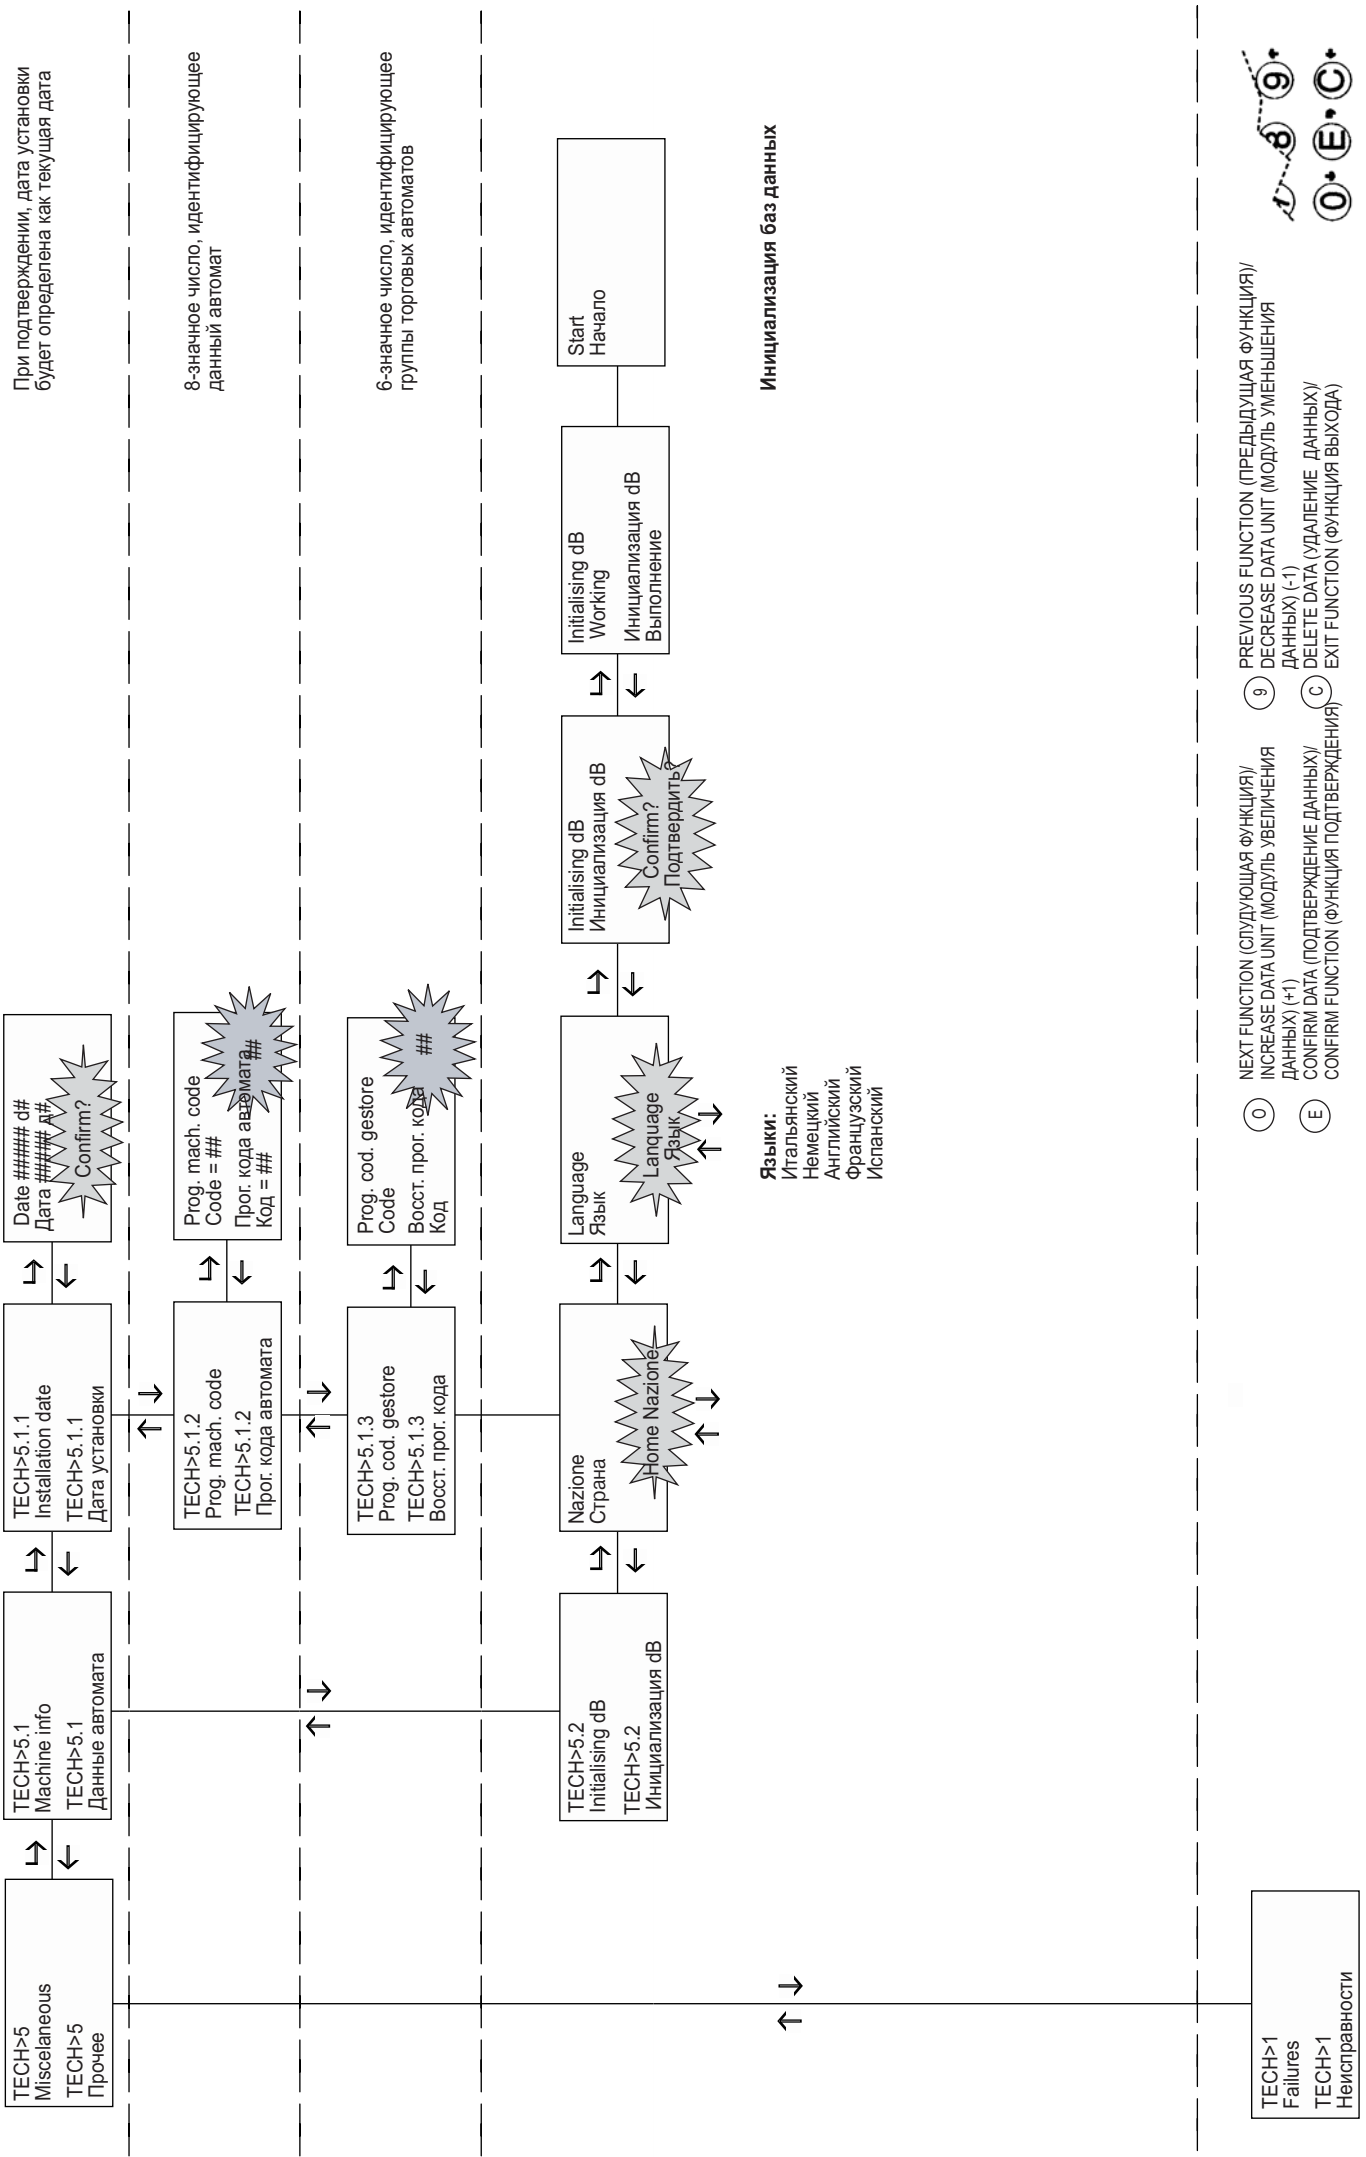 TECH>5
Miscelaneous
TECH>5
Прочее
TECH>5.1
Machine info
TECH>5.1
Данные автомата
TECH>5.1.1
Installation date
TECH>5.1.1
Дата установки
Date ##### d#
Дата ##### д#
Confirm?
При подтверждении, дата установки
будет определена как текущая дата
TECH>5.1.2
Prog. mach. code
TECH>5.1.2
Прог. кода автомата
Prog. mach. code
Code = ##
Прог. кода автомата
Код = ##
##
8-значное число, идентифицирующее
данный автомат
TECH>5.1.3
Prog. cod. gestore
TECH>5.1.3
Восст. прог. кода
Prog. cod. gestore
Code
Восст. прог. кода
Код
##
6-значное число, идентифицирующее
группы торговых автоматов
TECH>5.2
Initialising dB
TECH>5.2
Инициализация dB
Nazione
Страна
Home Nazione
Language
Язык
Lanquage
Язык
Initialising dB
Инициализация dB
Confirm?
Подтвердить?
Initialising dB
Working
Инициализация dB
Выполнение
Start
Начало
Языки:
Итальянский
Немецкий
Английский
Французский
Испанский
Инициализация баз данных
TECH>1
Failures
TECH>1
Неисправности
0 NEXT FUNCTION (СЛУДУЮЩАЯ ФУНКЦИЯ)/
INCREASE DATA UNIT (МОДУЛЬ УВЕЛИЧЕНИЯ
ДАННЫХ) (+1)
E CONFIRM DATA (ПОДТВЕРЖДЕНИЕ ДАННЫХ)/
CONFIRM FUNCTION (ФУНКЦИЯ ПОДТВЕРЖДЕНИЯ)
9 PREVIOUS FUNCTION (ПРЕДЫДУЩАЯ ФУНКЦИЯ)/
DECREASE DATA UNIT (МОДУЛЬ УМЕНЬШЕНИЯ
ДАННЫХ) (-1)
C DELETE DATA (УДАЛЕНИЕ ДАННЫХ)/
EXIT FUNCTION (ФУНКЦИЯ ВЫХОДА)
8 9
0 E C